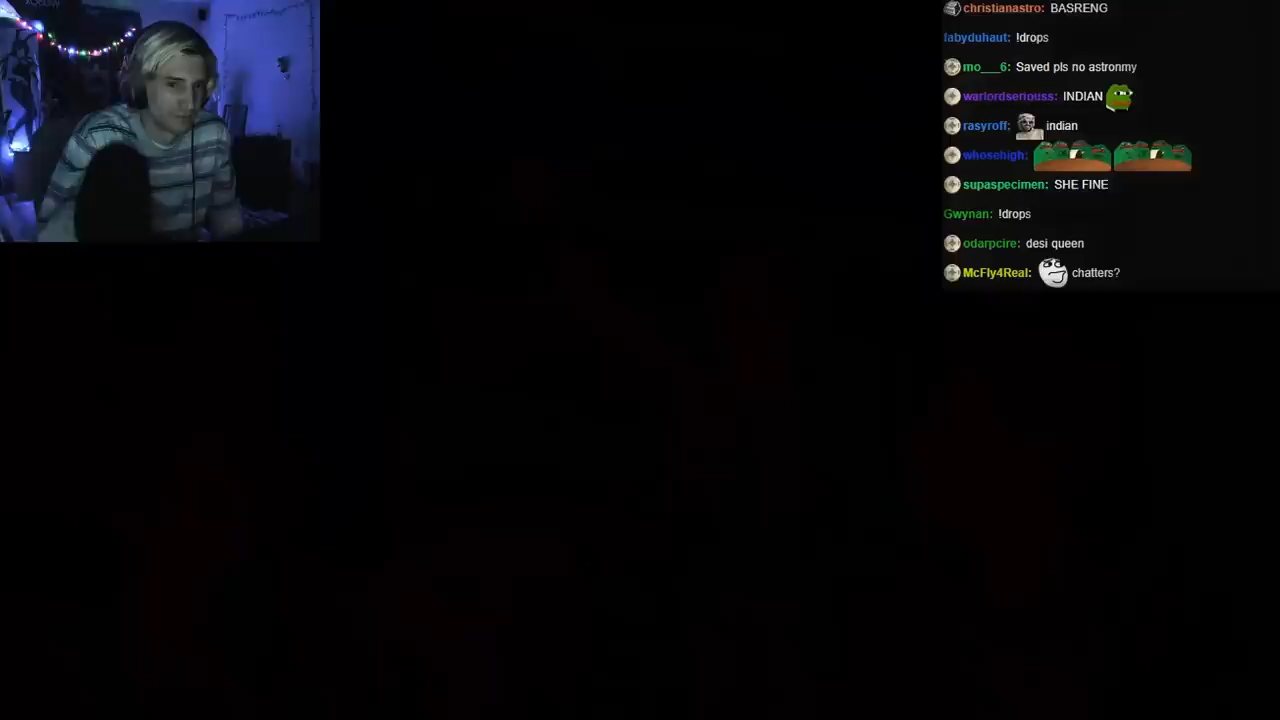 christianastro: BASRENG
fabyduhaut: !drops
mo___6: Saved pls no astronmy
warlordseriouss: INDIAN
rasyroff: indian
whosehigh:
supaspecimen: SHE FINE
Gwynan: !drops
odarpcire: desi queen
McFly4Real: chatters?